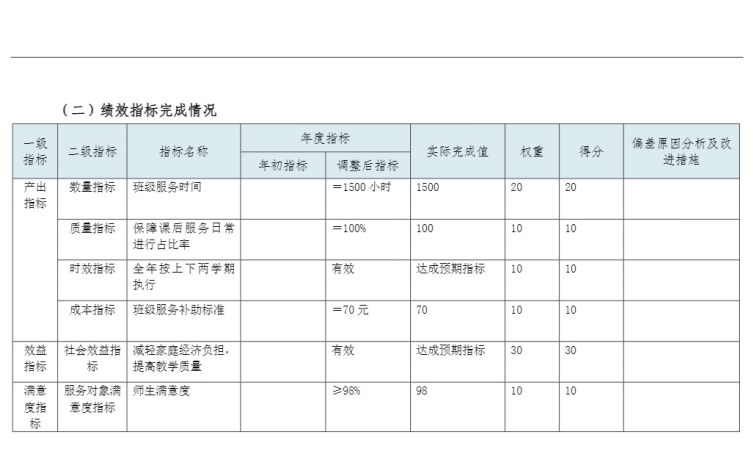 （二）绩效指标完成情况
一级指标 二级指标 指标名称 年度指标 实际完成值 权重 得分 偏差原因分析及改进措施
年初指标 调整后指标
产出指标 数量指标 班级服务时间 ＝1500 小时 1500 20 20
质量指标 保障课后服务日常进行占比率 ＝100% 100 10 10
时效指标 全年按上下两学期执行 有效 达成预期指标 10 10
成本指标 班级服务补助标准 ＝70 元 70 10 10
效益指标 社会效益指标 减轻家庭经济负担，提高教学质量 有效 达成预期指标 30 30
满意度指标 服务对象满意度指标 师生满意度 ≥98% 98 10 10